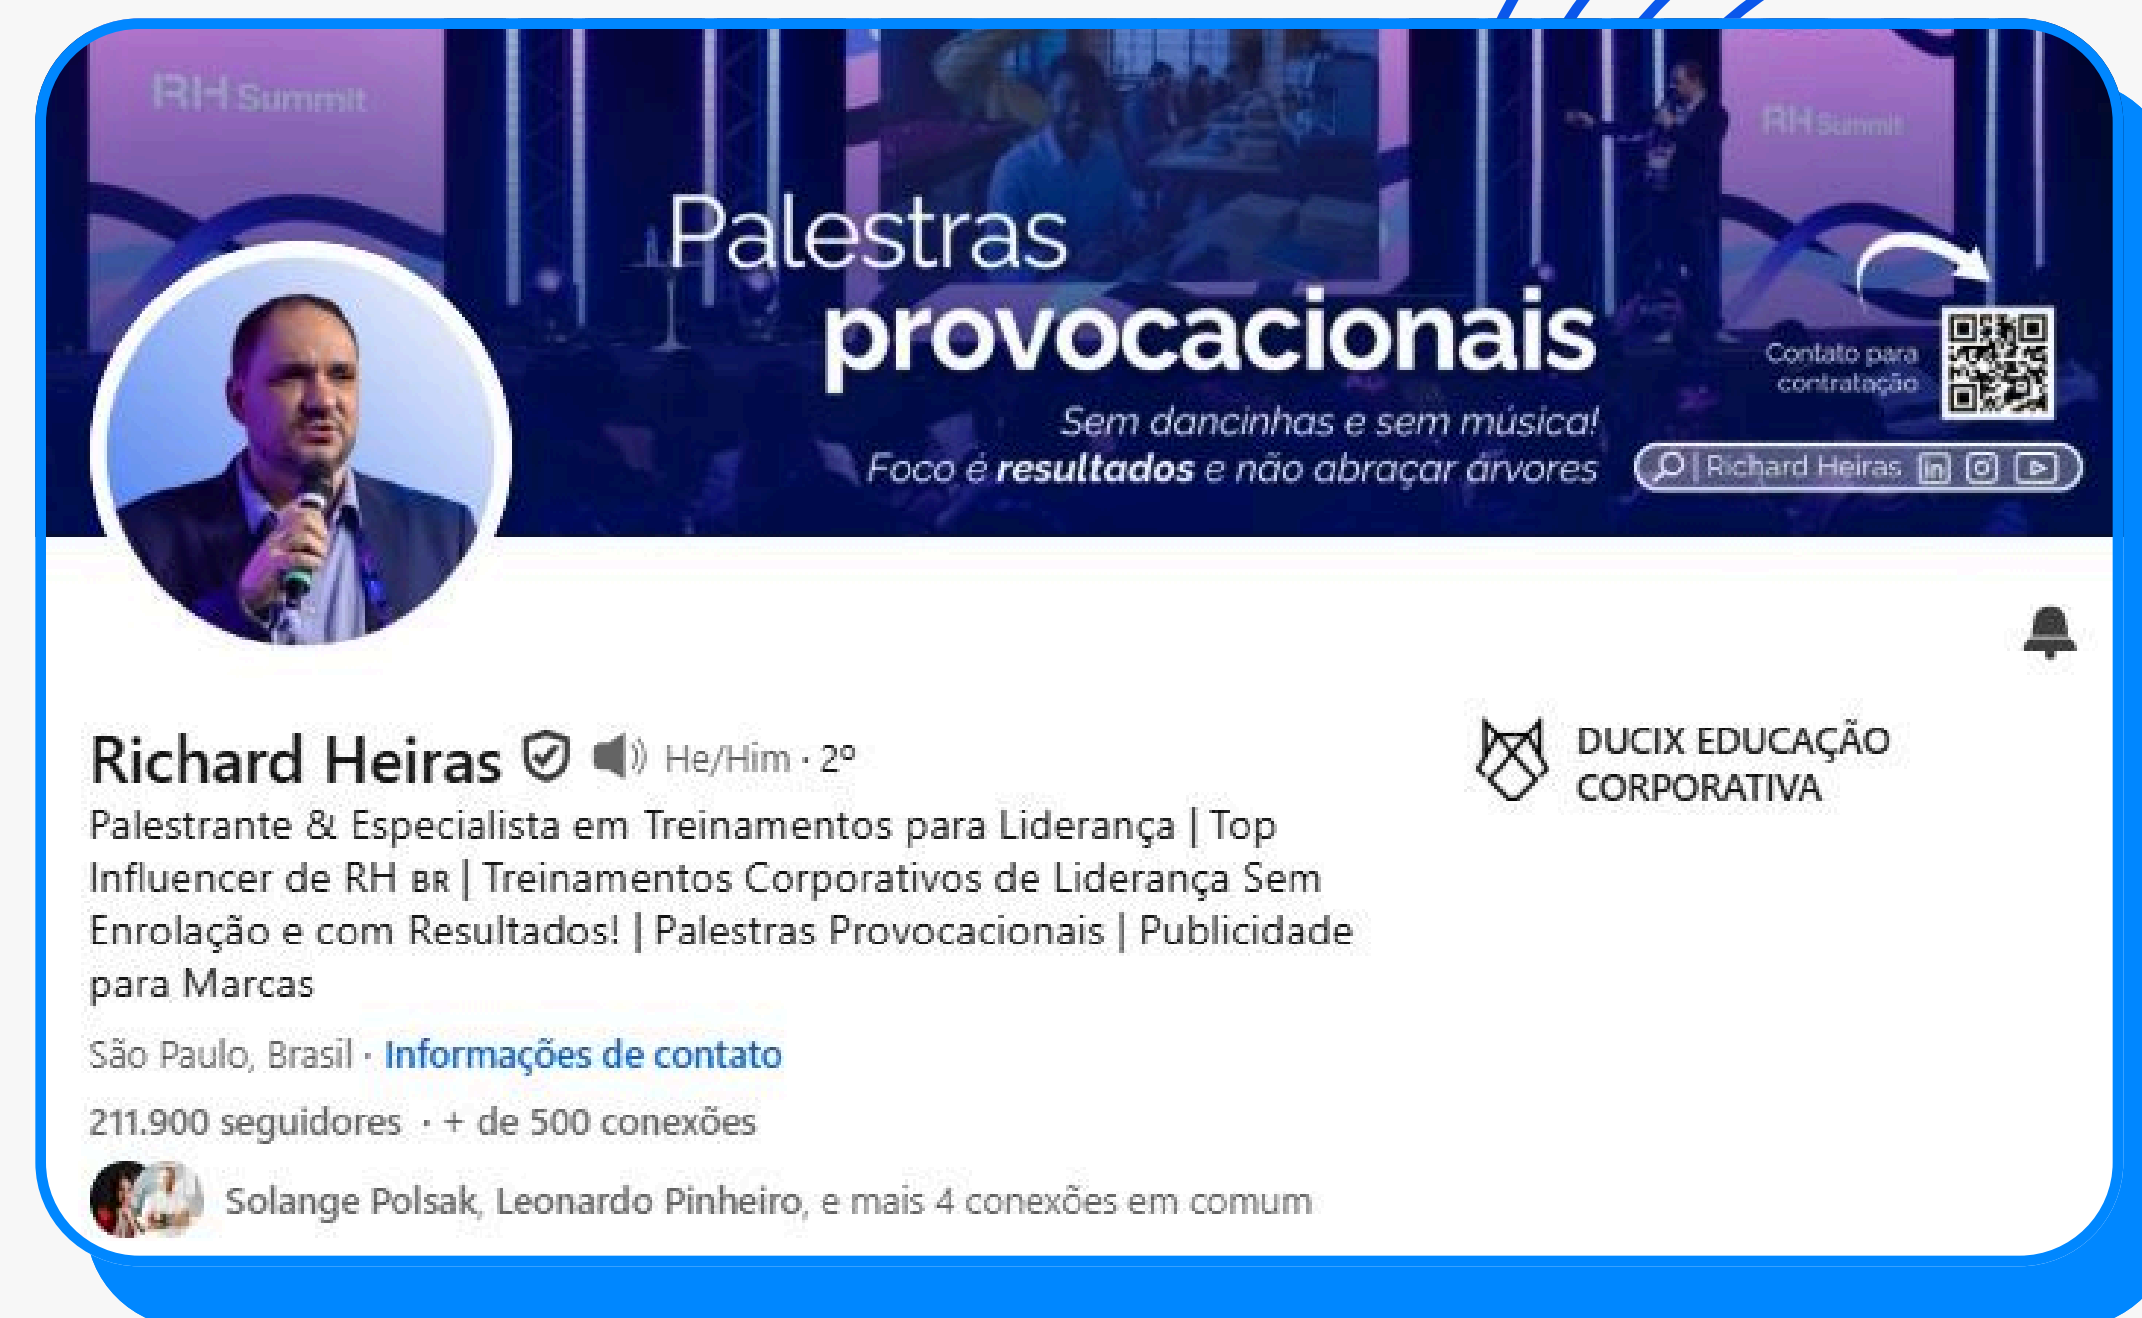 RH Summit
RH Summit
Palestras
provocacionais
Sem dancinhas e sem música!
Foco é resultados e não abraçar árvores
Contato para
contratação
Richard Heiras
Richard Heiras He/Him · 2º
Palestrante & Especialista em Treinamentos para Liderança | Top
Influencer de RH BR | Treinamentos Corporativos de Liderança Sem
Enrolação e com Resultados! | Palestras Provocacionais | Publicidade
para Marcas
São Paulo, Brasil · Informações de contato
211.900 seguidores · + de 500 conexões
Solange Polsak, Leonardo Pinheiro, e mais 4 conexões em comum
DUCIX EDUCAÇÃO
CORPORATIVA